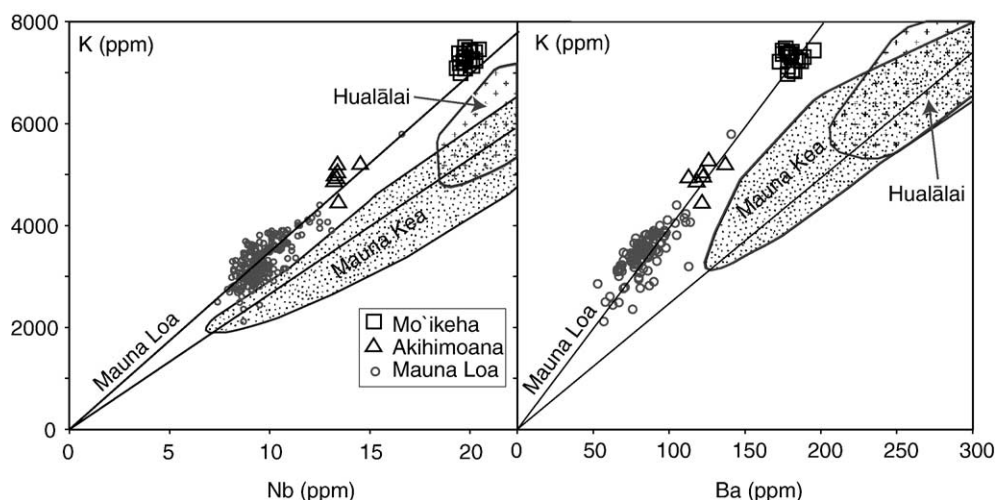 8000
6000
4000
2000
0
K (ppm)
Hualālai
Mauna Loa
Mauna Kea
Mo`ikeha
Akihimoana
Mauna Loa
0 5 10 15 20
Nb (ppm)
K (ppm)
Mauna Loa
Mauna Kea
Hualālai
0 50 100 150 200 250 300
Ba (ppm)